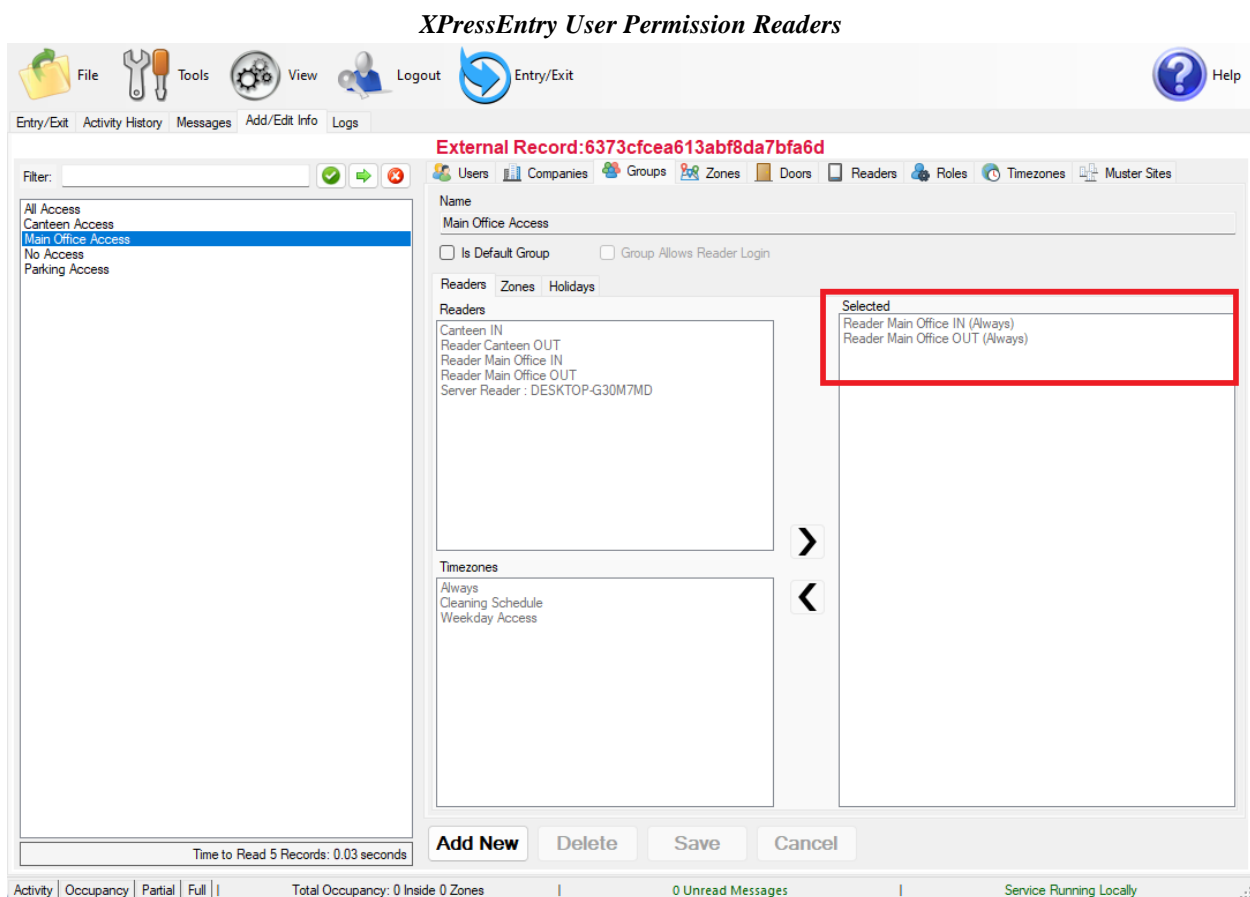 XPressEntry User Permission Readers
File Tools View Logout Entry/Exit Help
Entry/Exit Activity History Messages Add/Edit Info Logs
External Record:6373cfcea613abf8da7bfa6d
Filter:
Users Companies Groups Zones Doors Readers Roles Timezones Muster Sites
All Access
Canteen Access
Main Office Access
No Access
Parking Access
Name
Main Office Access
Is Default Group Group Allows Reader Login
Readers Zones Holidays
Readers
Canteen IN
Reader Canteen OUT
Reader Main Office IN
Reader Main Office OUT
Server Reader : DESKTOP-G30M7MD
Selected
Reader Main Office IN (Always)
Reader Main Office OUT (Always)
Timezones
Always
Cleaning Schedule
Weekday Access
Add New Delete Save Cancel
Time to Read 5 Records: 0.03 seconds
Activity Occupancy Partial Full | Total Occupancy: 0 Inside 0 Zones | 0 Unread Messages | Service Running Locally